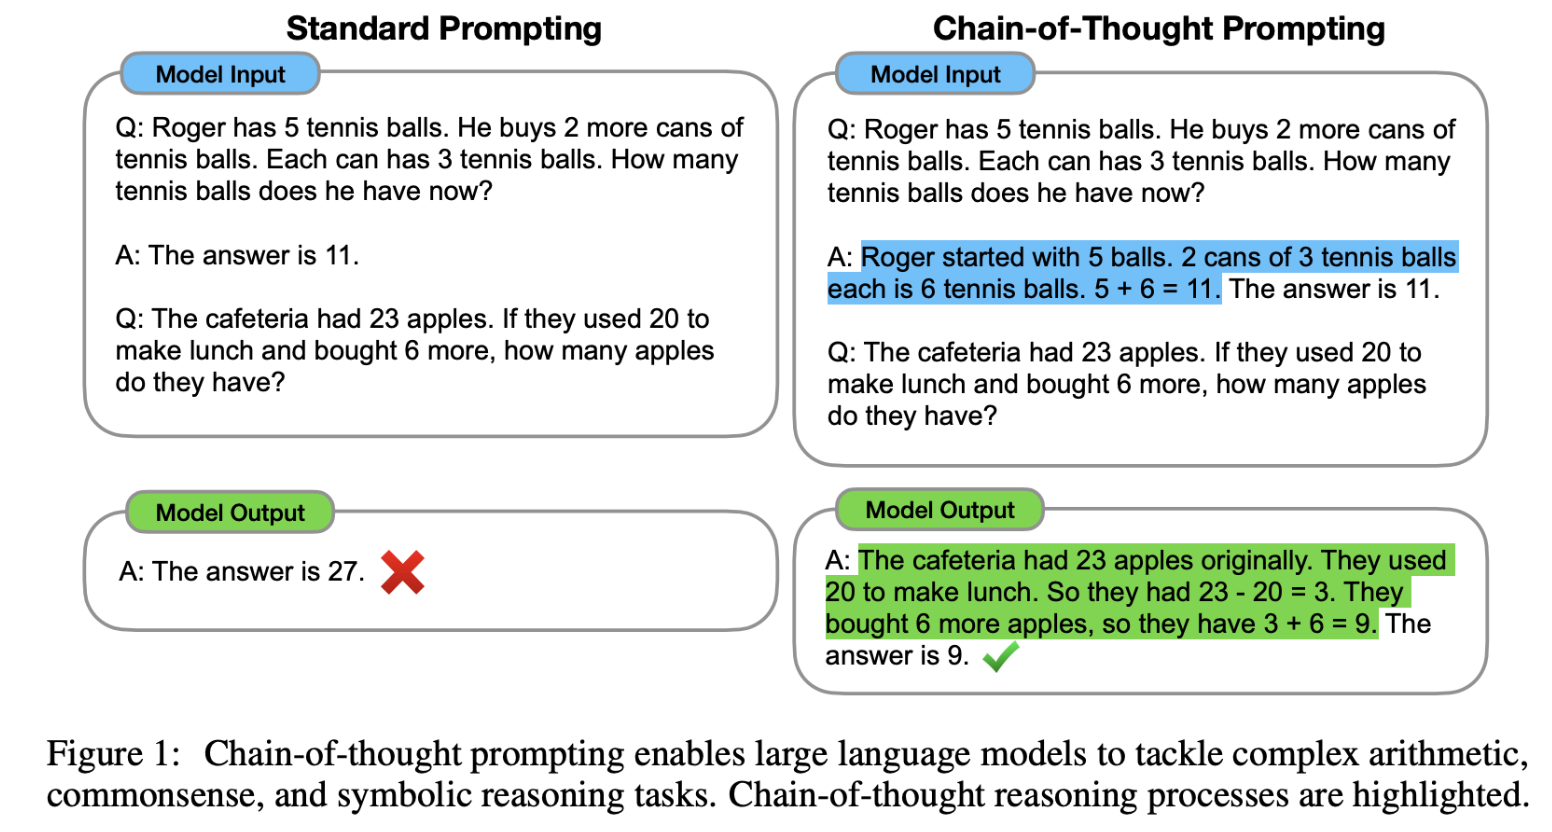 Standard Prompting
Model Input
Q: Roger has 5 tennis balls. He buys 2 more cans of
tennis balls. Each can has 3 tennis balls. How many
tennis balls does he have now?
A: The answer is 11.
Q: The cafeteria had 23 apples. If they used 20 to
make lunch and bought 6 more, how many apples
do they have?
Model Output
A: The answer is 27.
Chain-of-Thought Prompting
Model Input
Q: Roger has 5 tennis balls. He buys 2 more cans of
tennis balls. Each can has 3 tennis balls. How many
tennis balls does he have now?
A: Roger started with 5 balls. 2 cans of 3 tennis balls
each is 6 tennis balls. 5 + 6 = 11. The answer is 11.
Q: The cafeteria had 23 apples. If they used 20 to
make lunch and bought 6 more, how many apples
do they have?
Model Output
A: The cafeteria had 23 apples originally. They used
20 to make lunch. So they had 23 - 20 = 3. They
bought 6 more apples, so they have 3 + 6 = 9. The
answer is 9.
Figure 1: Chain-of-thought prompting enables large language models to tackle complex arithmetic,
commonsense, and symbolic reasoning tasks. Chain-of-thought reasoning processes are highlighted.